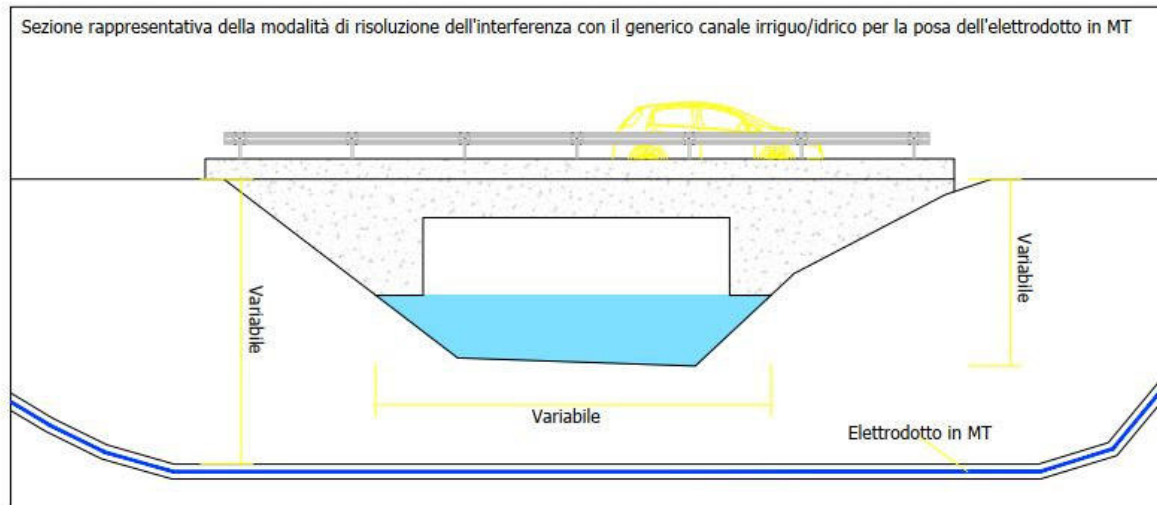 Sezione rappresentativa della modalità di risoluzione dell'interferenza con il generico canale irriguo/idrico per la posa dell'elettrodotto in MT
Variabile
Variabile
Variabile
Elettrodotto in MT